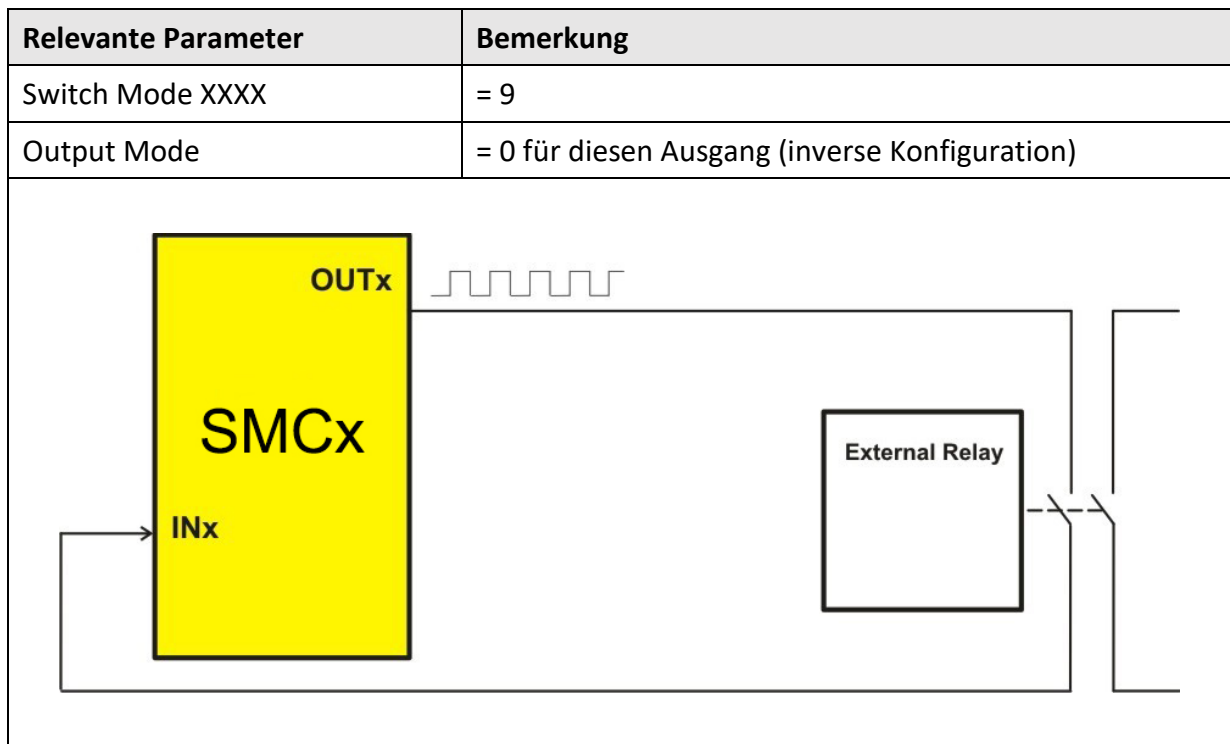 Relevante Parameter Bemerkung
Switch Mode XXXX = 9
Output Mode = 0 für diesen Ausgang (inverse Konfiguration)
OUTx
SMCx
External Relay
INx